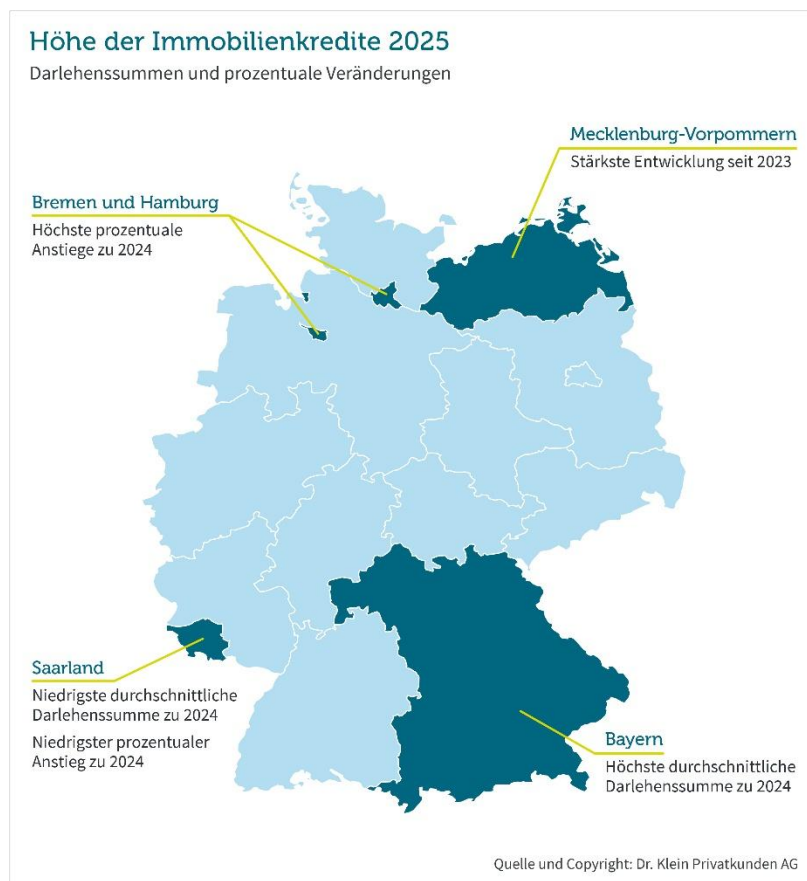 Höhe der Immobilienkredite 2025
Darlehenssummen und prozentuale Veränderungen
Mecklenburg-Vorpommern
Stärkste Entwicklung seit 2023
Bremen und Hamburg
Höchste prozentuale
Anstiege zu 2024
Saarland
Niedrigste durchschnittliche
Darlehenssumme zu 2024
Niedrigster prozentualer
Anstieg zu 2024
Bayern
Höchste durchschnittliche
Darlehenssumme zu 2024
Quelle und Copyright: Dr. Klein Privatkunden AG